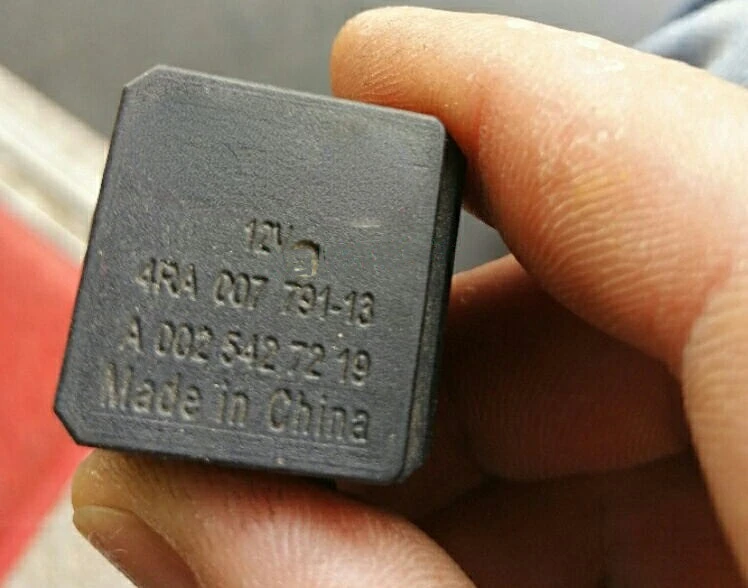 12V
4RA 007 791-13
A 002 542 72 19
Made in China